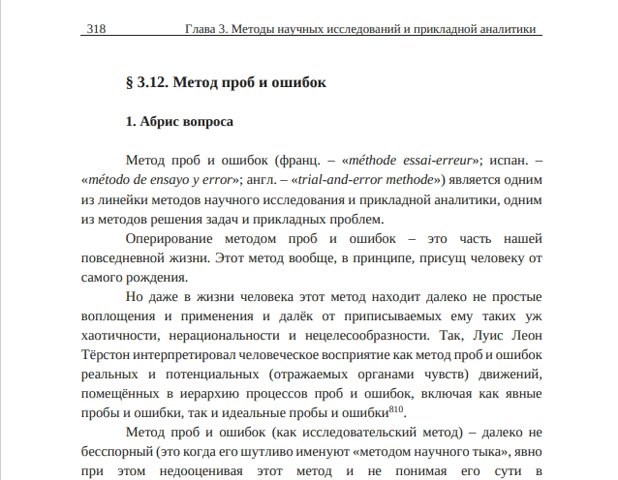 318 Глава 3. Методы научных исследований и прикладной аналитики
§ 3.12. Метод проб и ошибок
1. Абрис вопроса
Метод проб и ошибок (франц. – «méthode essai-erreur»; испан. –
«método de ensayo y error»; англ. – «trial-and-error methode») является одним
из линейки методов научного исследования и прикладной аналитики, одним
из методов решения задач и прикладных проблем.
Оперирование методом проб и ошибок – это часть нашей
повседневной жизни. Этот метод вообще, в принципе, присущ человеку от
самого рождения.
Но даже в жизни человека этот метод находит далеко не простые
воплощения и применения и далёк от приписываемых ему таких уж
хаотичности, нерациональности и нецелесообразности. Так, Луис Леон
Тёрстон интерпретировал человеческое восприятие как метод проб и ошибок
реальных и потенциальных (отражаемых органами чувств) движений,
помещённых в иерархию процессов проб и ошибок, включая как явные
пробы и ошибки, так и идеальные пробы и ошибки810.
Метод проб и ошибок (как исследовательский метод) – далеко не
бесспорный (это когда его шутливо именуют «методом научного тыка», явно
при этом недооценивая этот метод и не понимая его сути в